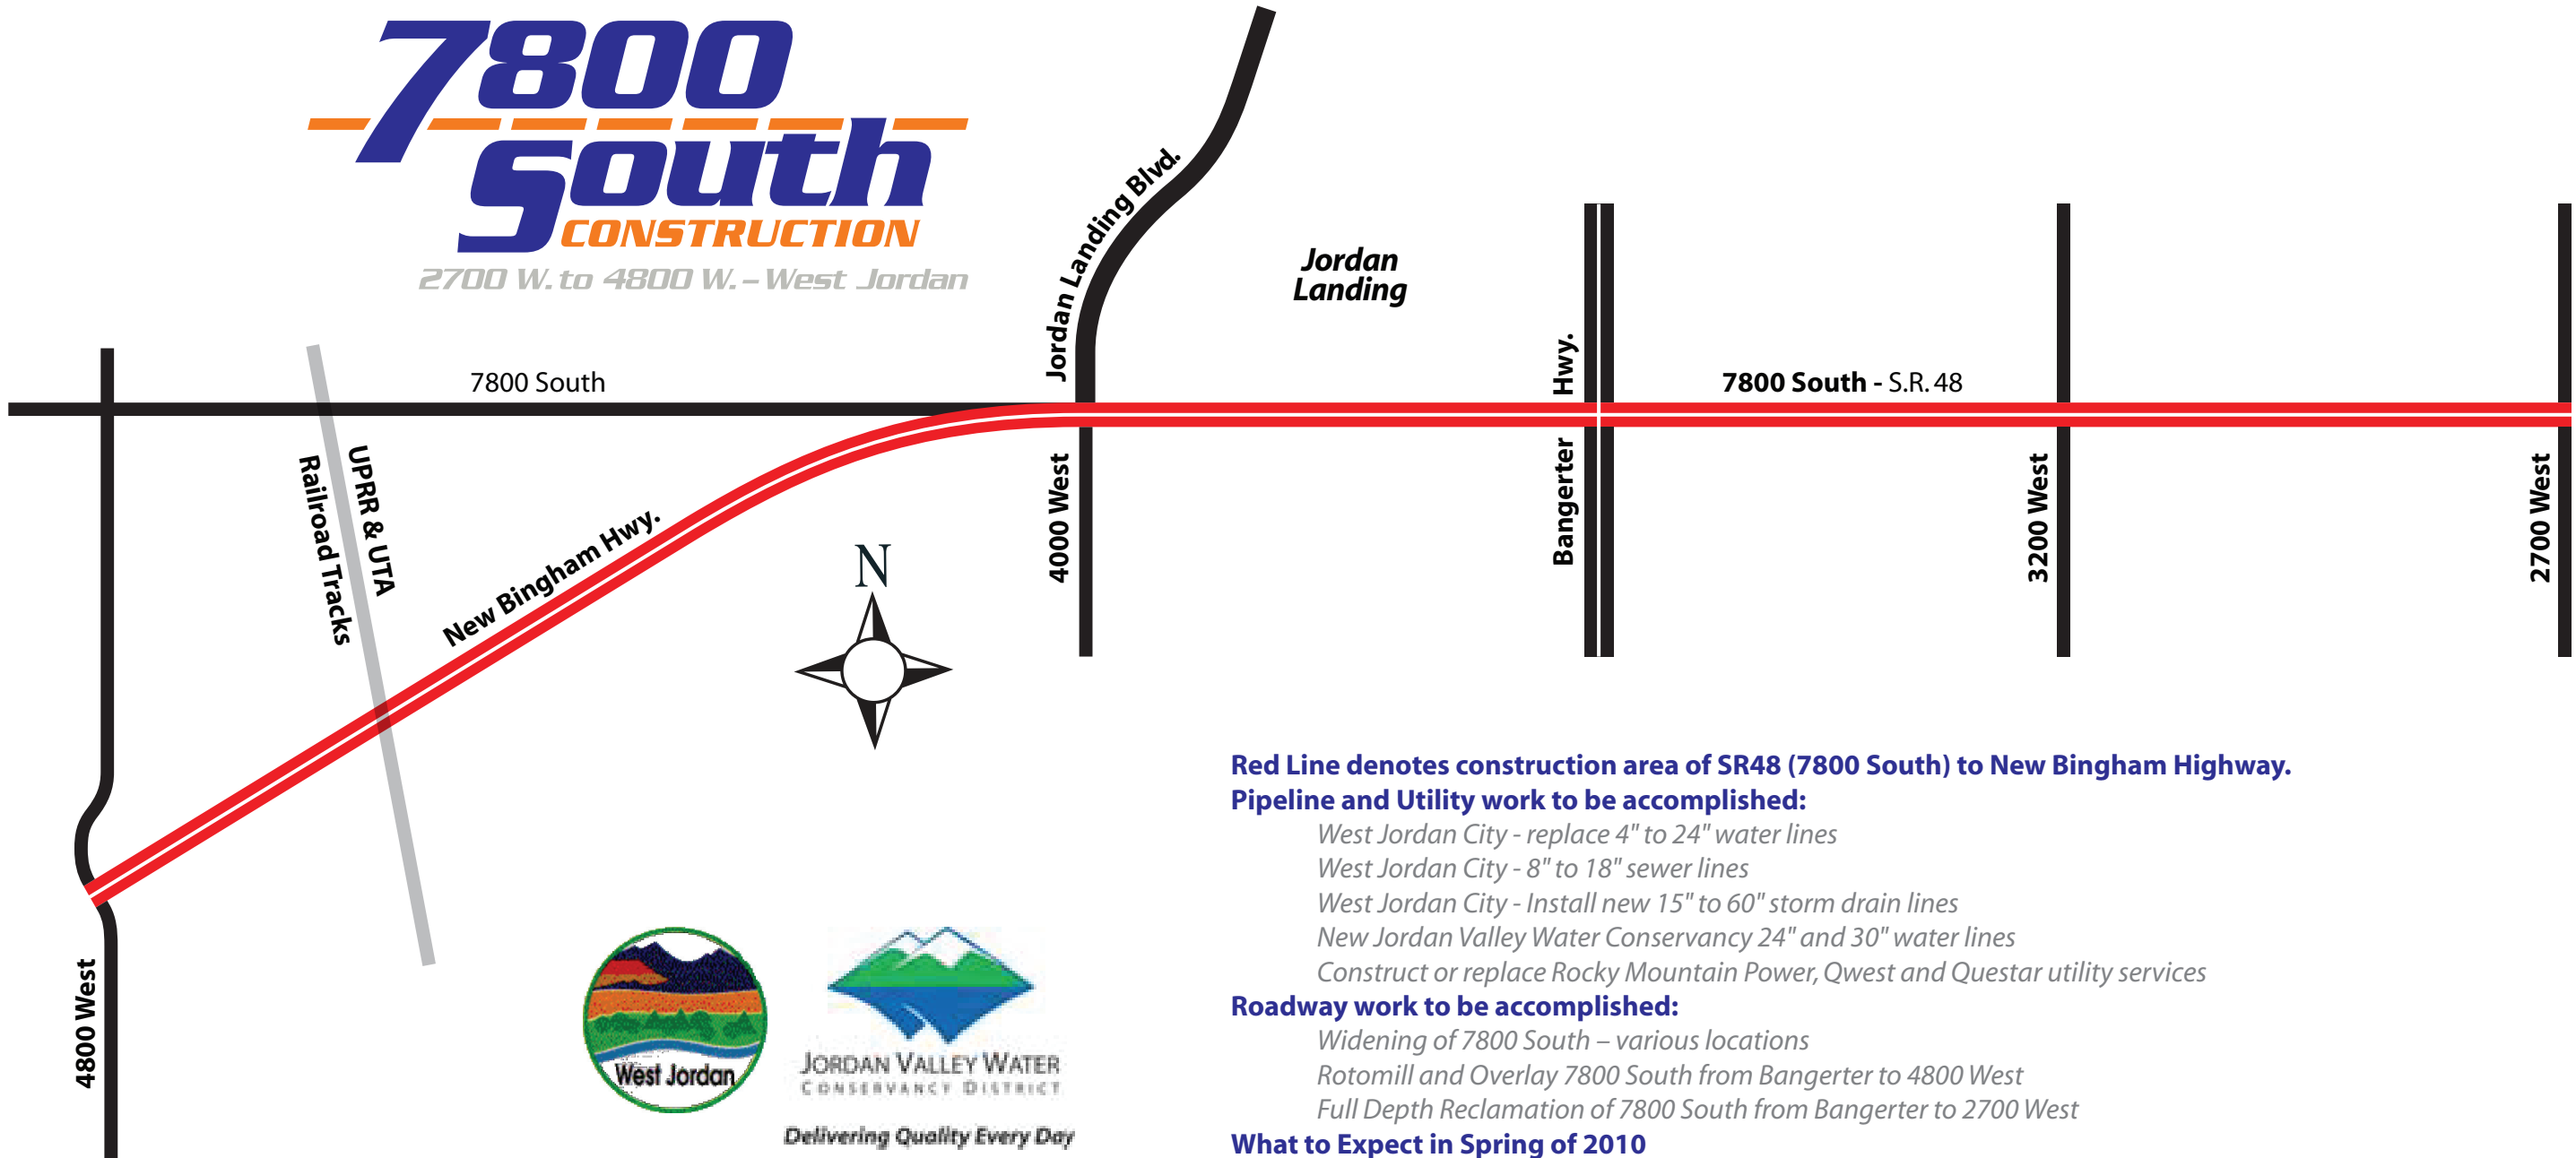 7800
South
CONSTRUCTION
2700 W. to 4800 W. – West Jordan
Jordan Landing Blvd.
Jordan
Landing
7800 South
Bangerter Hwy.
7800 South - S.R. 48
UPRR & UTA
Railroad Tracks
New Bingham Hwy.
N
4000 West
3200 West
2700 West
4800 West
West Jordan
JORDAN VALLEY WATER
CONSERVANCY DISTRICT
Delivering Quality Every Day
Red Line denotes construction area of SR48 (7800 South) to New Bingham Highway.
Pipeline and Utility work to be accomplished:
West Jordan City - replace 4" to 24" water lines
West Jordan City - 8" to 18" sewer lines
West Jordan City - Install new 15" to 60" storm drain lines
New Jordan Valley Water Conservancy 24" and 30" water lines
Construct or replace Rocky Mountain Power, Qwest and Questar utility services
Roadway work to be accomplished:
Widening of 7800 South – various locations
Rotomill and Overlay 7800 South from Bangerter to 4800 West
Full Depth Reclamation of 7800 South from Bangerter to 2700 West
What to Expect in Spring of 2010